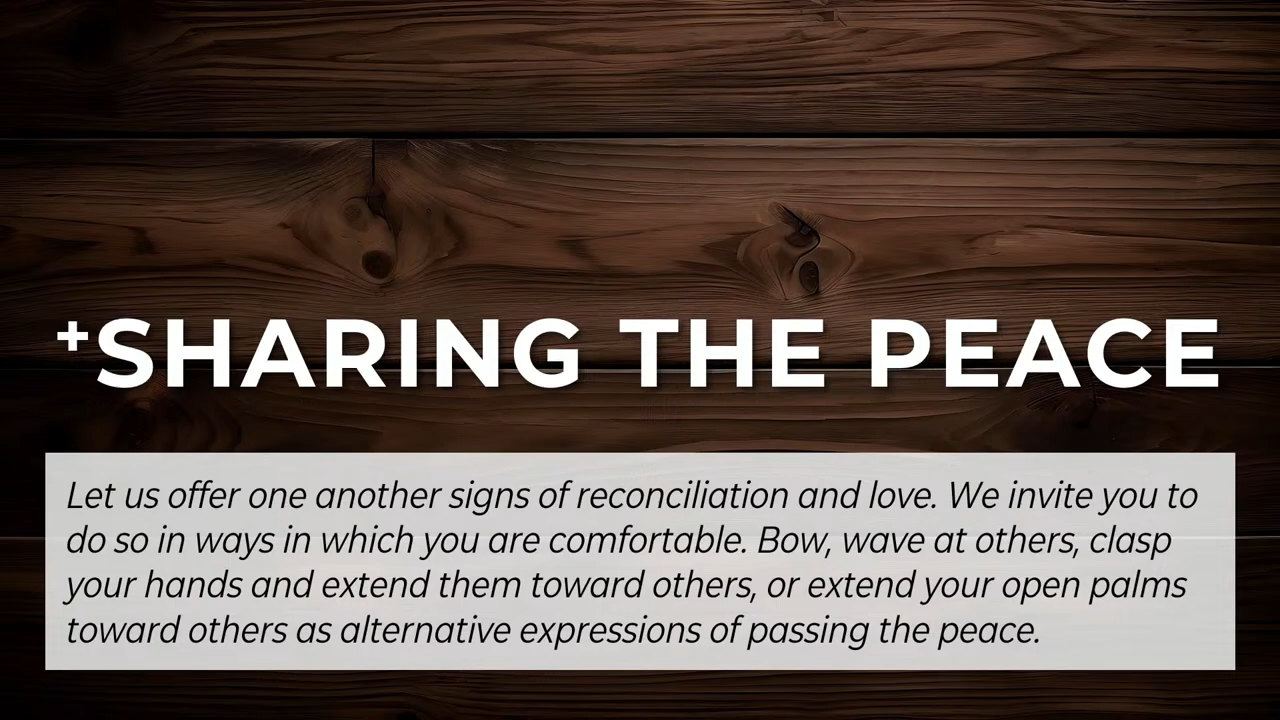 +SHARING THE PEACE
Let us offer one another signs of reconciliation and love. We invite you to
do so in ways in which you are comfortable. Bow, wave at others, clasp
your hands and extend them toward others, or extend your open palms
toward others as alternative expressions of passing the peace.